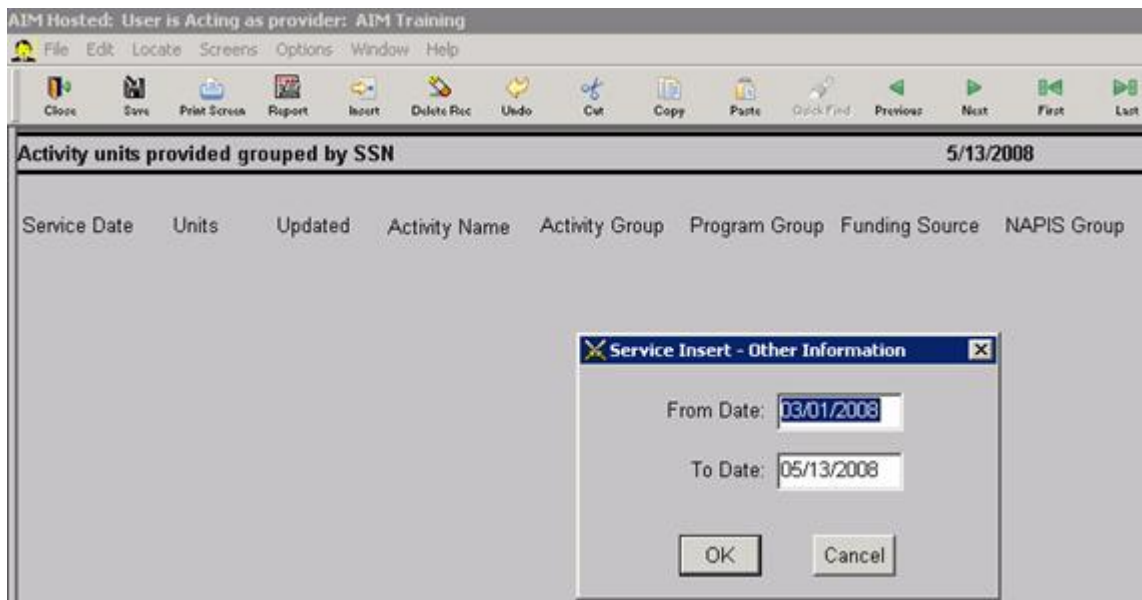 AIM Hosted: User is Acting as provider: AIM Training
File Edit Locate Screens Options Window Help
Close Save Print Screen Report Insert Delete Rec Undo Cut Copy Paste Quick Find Previous Next First Last
Activity units provided grouped by SSN 5/13/2008
Service Date Units Updated Activity Name Activity Group Program Group Funding Source NAPIS Group
Service Insert - Other Information
From Date: 03/01/2008
To Date: 05/13/2008
OK Cancel